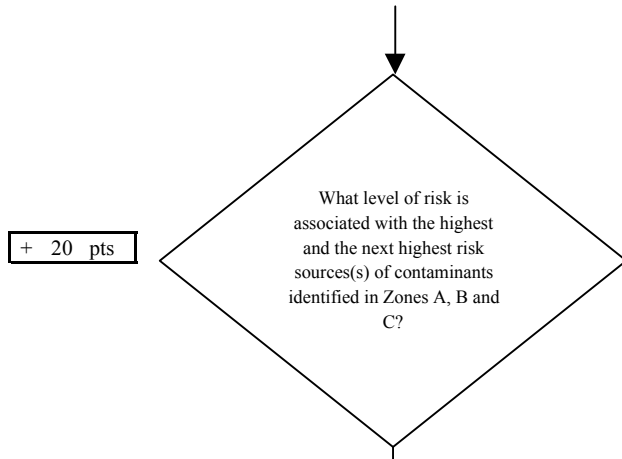 What level of risk is
associated with the highest
and the next highest risk
sources(s) of contaminants
identified in Zones A, B and
C?
+ 20 pts